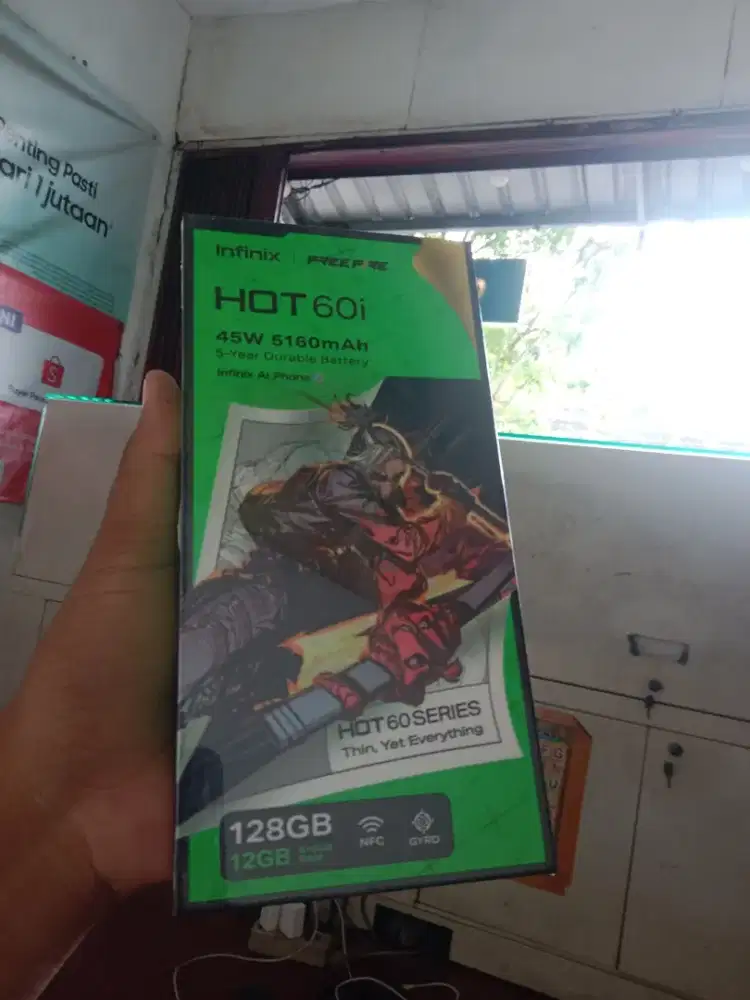 Pasti
ari 1 jutaan
Infinix | FREE FIRE
HOT 60i
45W 5160mAh
5-Year Durable Battery
Infinix AI Phone
HOT 60 SERIES
Thin, Yet Everything
128GB
12GB
NFC
GYRO